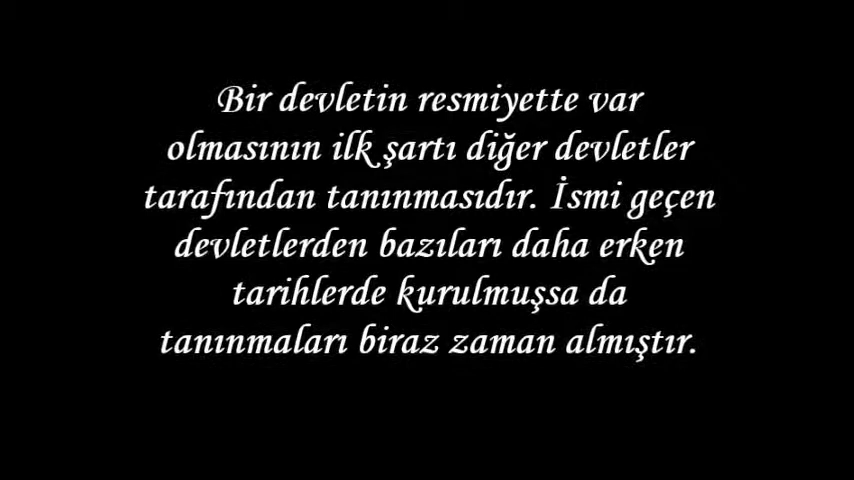 Bir devletin resmiyette var
olmasının ilk şartı diğer devletler
tarafından tanınmasıdır. İsmi geçen
devletlerden bazıları daha erken
tarihlerde kurulmuşsa da
tanınmaları biraz zaman almıştır.